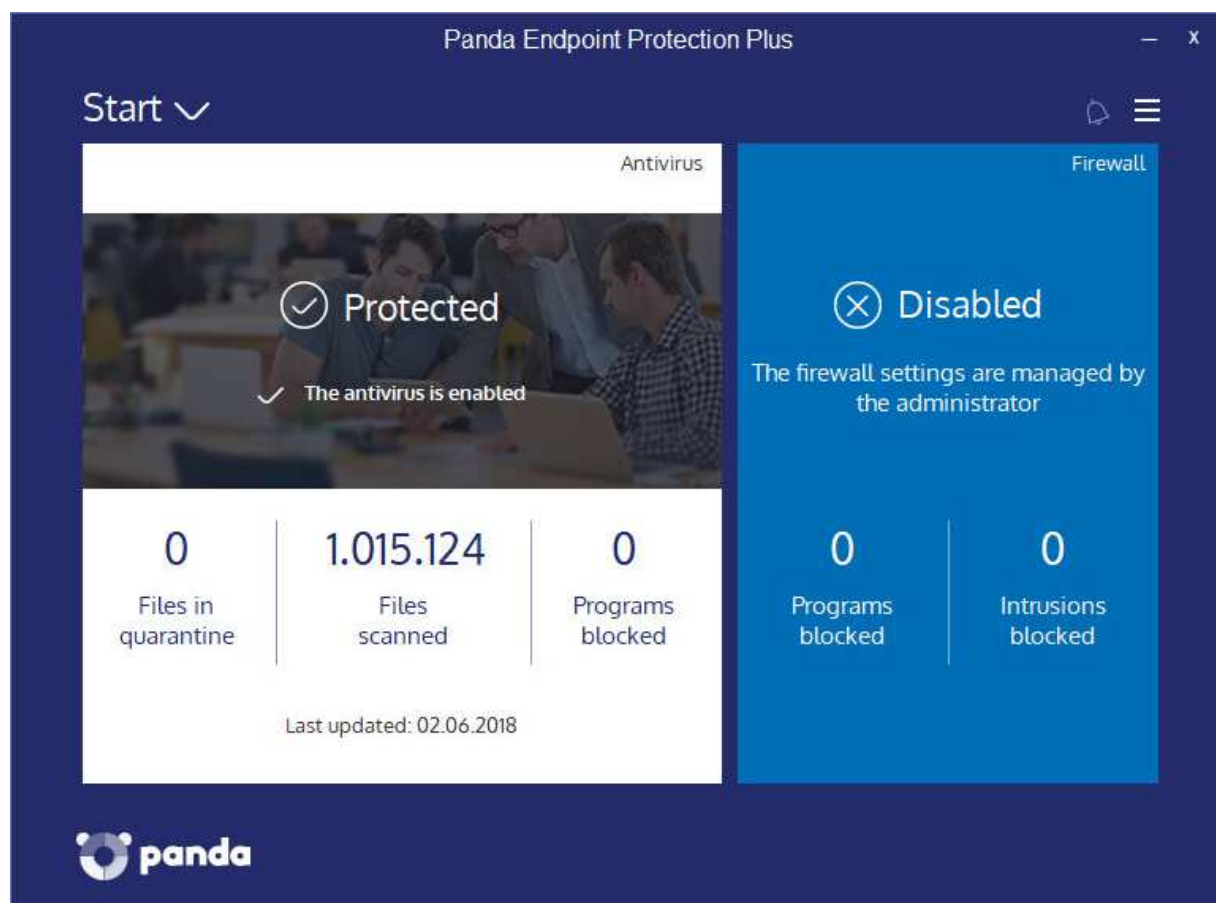 Panda Endpoint Protection Plus
Start
Antivirus
Protected
The antivirus is enabled
0
Files in
quarantine
1.015.124
Files
scanned
0
Programs
blocked
Last updated: 02.06.2018
Firewall
Disabled
The firewall settings are managed by
the administrator
0
Programs
blocked
0
Intrusions
blocked
panda